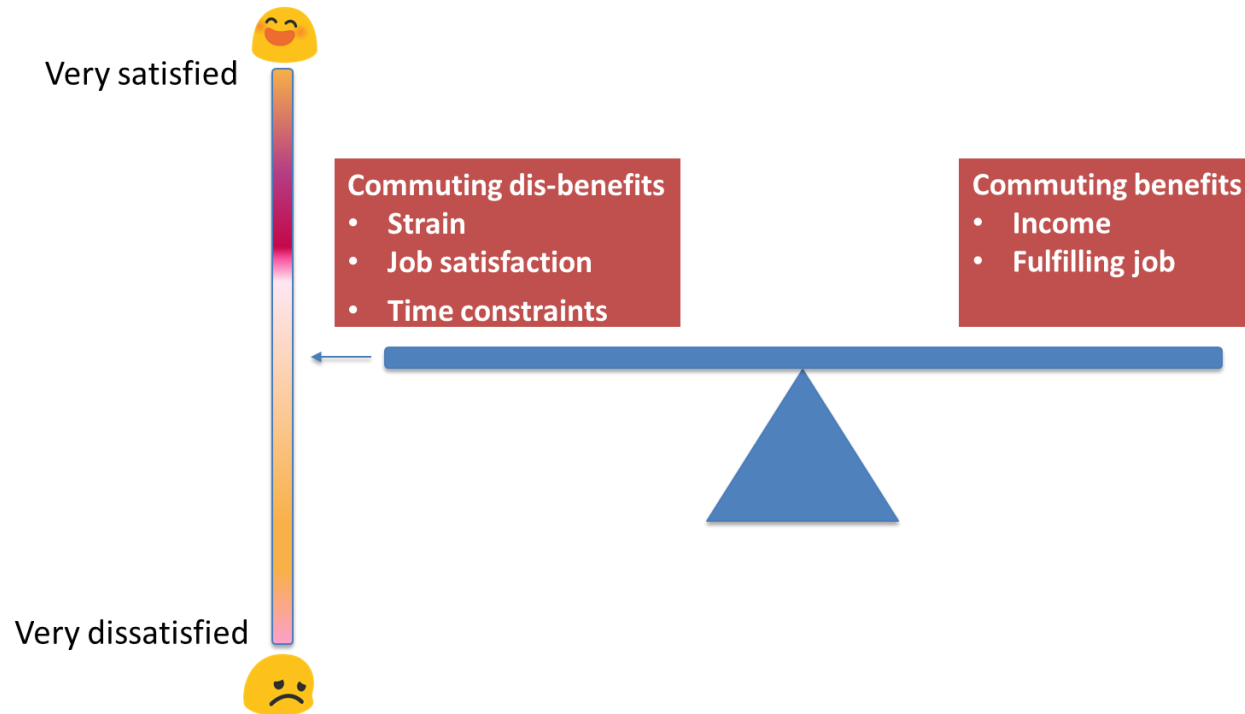 Very satisfied
Commuting dis-benefits
• Strain
• Job satisfaction
• Time constraints
Commuting benefits
• Income
• Fulfilling job
Very dissatisfied